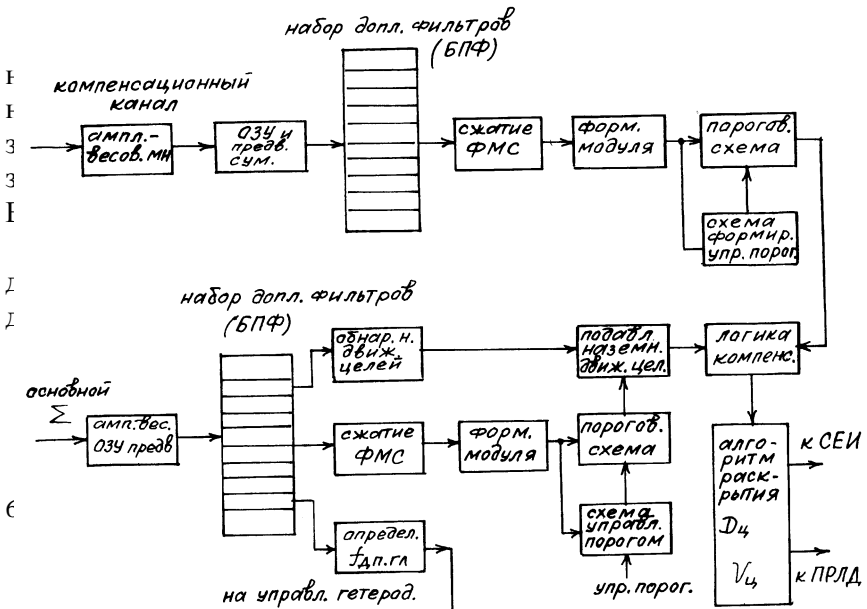 набор допл. фильтров
(БПФ)
компенсационный
канал
ампл.-
весов. мн
ОЗУ и
предв.
сум.
сжатие
ФМС
форм.
модуля
порогов.
схема
схема
формир.
упр. порог.
набор допл. фильтров
(БПФ)
обнар. н.
движ.
целей
подавл.
наземн.
движ. цел.
логика
компенс.
основной
Σ
амп. вес.
ОЗУ предв
сжатие
ФМС
форм.
модуля
порогов.
схема
схема
управл.
порогом
упр. порог.
определ.
fдп.гл
на управл. гетерод.
алго-
ритм
раск-
рытия
Dц
Vц
к СЕИ
к ПРЛД